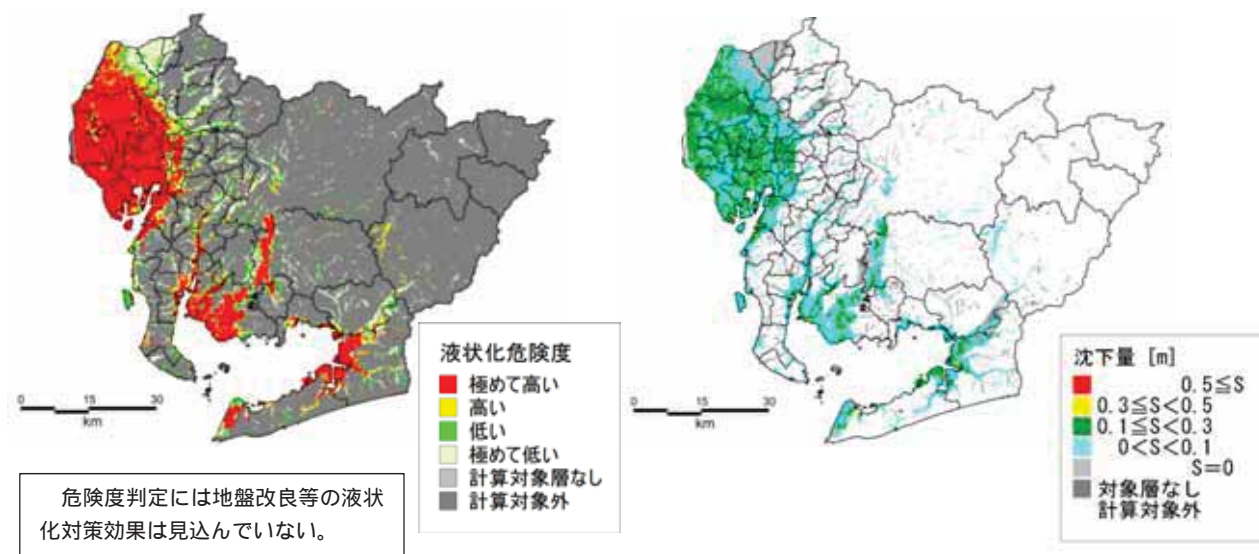 0 15 30
km
液状化危険度
極めて高い
高い
低い
極めて低い
計算対象層なし
計算対象外
危険度判定には地盤改良等の液状
化対策効果は見込んでいない。
0 15 30
km
沈下量 [m]
0.5≦S
0.3≦S<0.5
0.1≦S<0.3
0<S<0.1
S=0
対象層なし
計算対象外